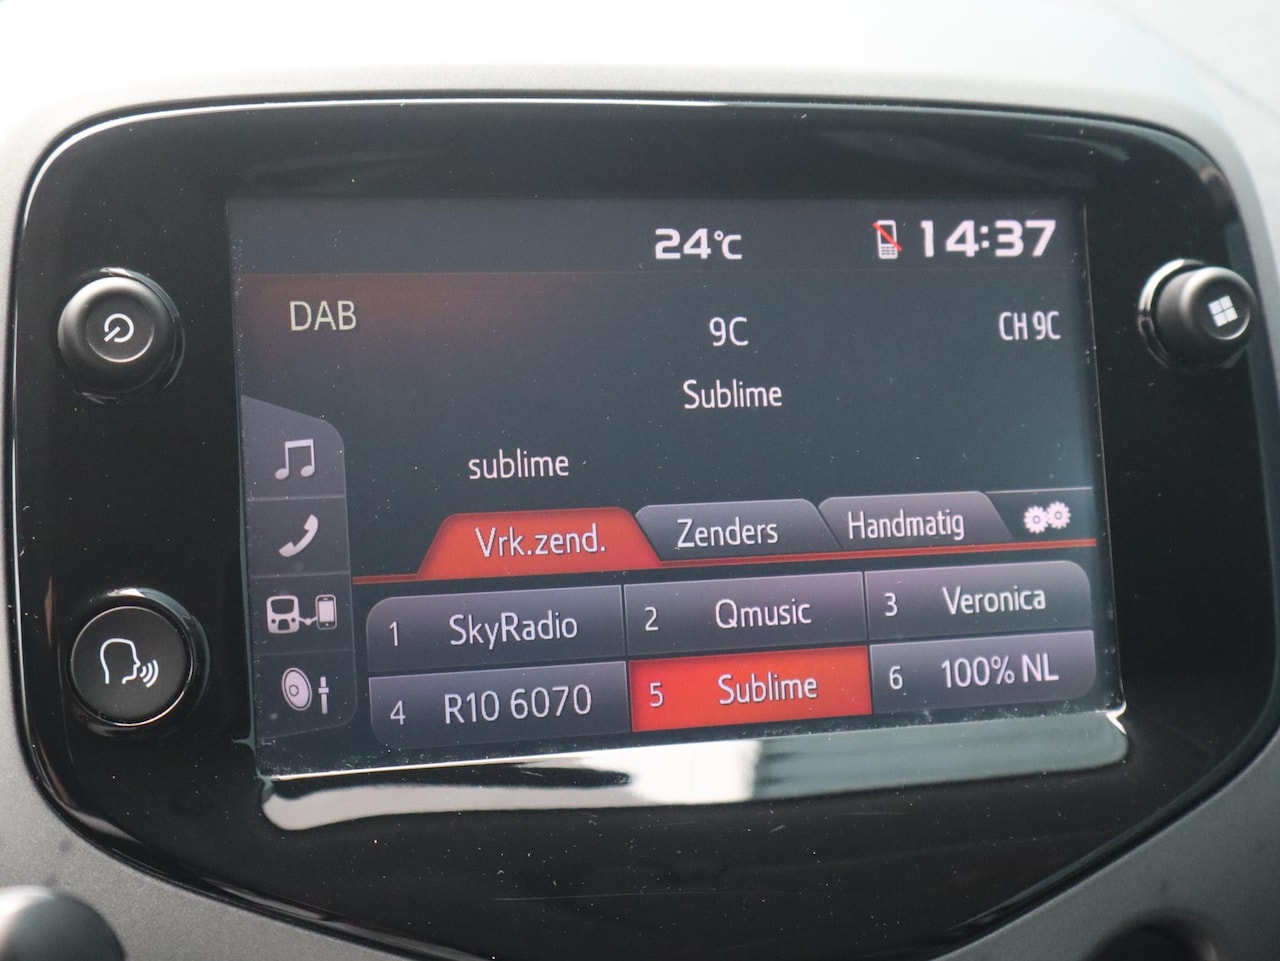 24°C 14:37
DAB 9C CH 9C
Sublime
sublime
Vrk.zend. Zenders Handmatig
1 SkyRadio 2 Qmusic 3 Veronica
4 R10 6070 5 Sublime 6 100% NL